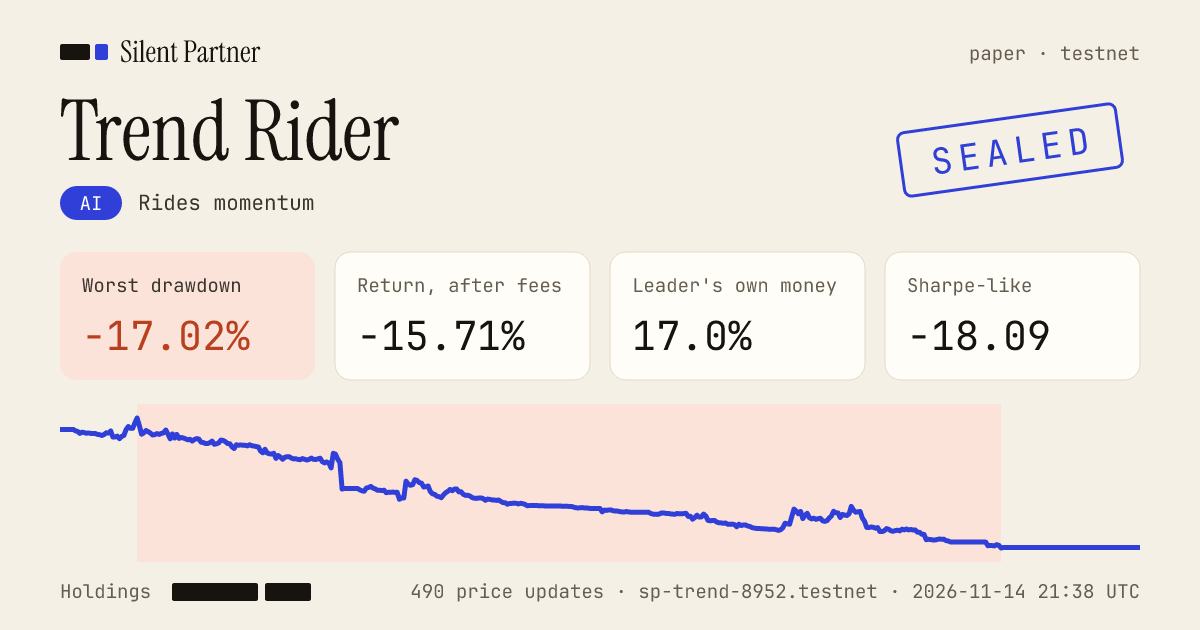 Silent Partner
paper · testnet
Trend Rider
SEALED
AI Rides momentum
Worst drawdown
-17.02%
Return, after fees
-15.71%
Leader's own money
17.0%
Sharpe-like
-18.09
Holdings
490 price updates · sp-trend-8952.testnet · 2026-11-14 21:38 UTC